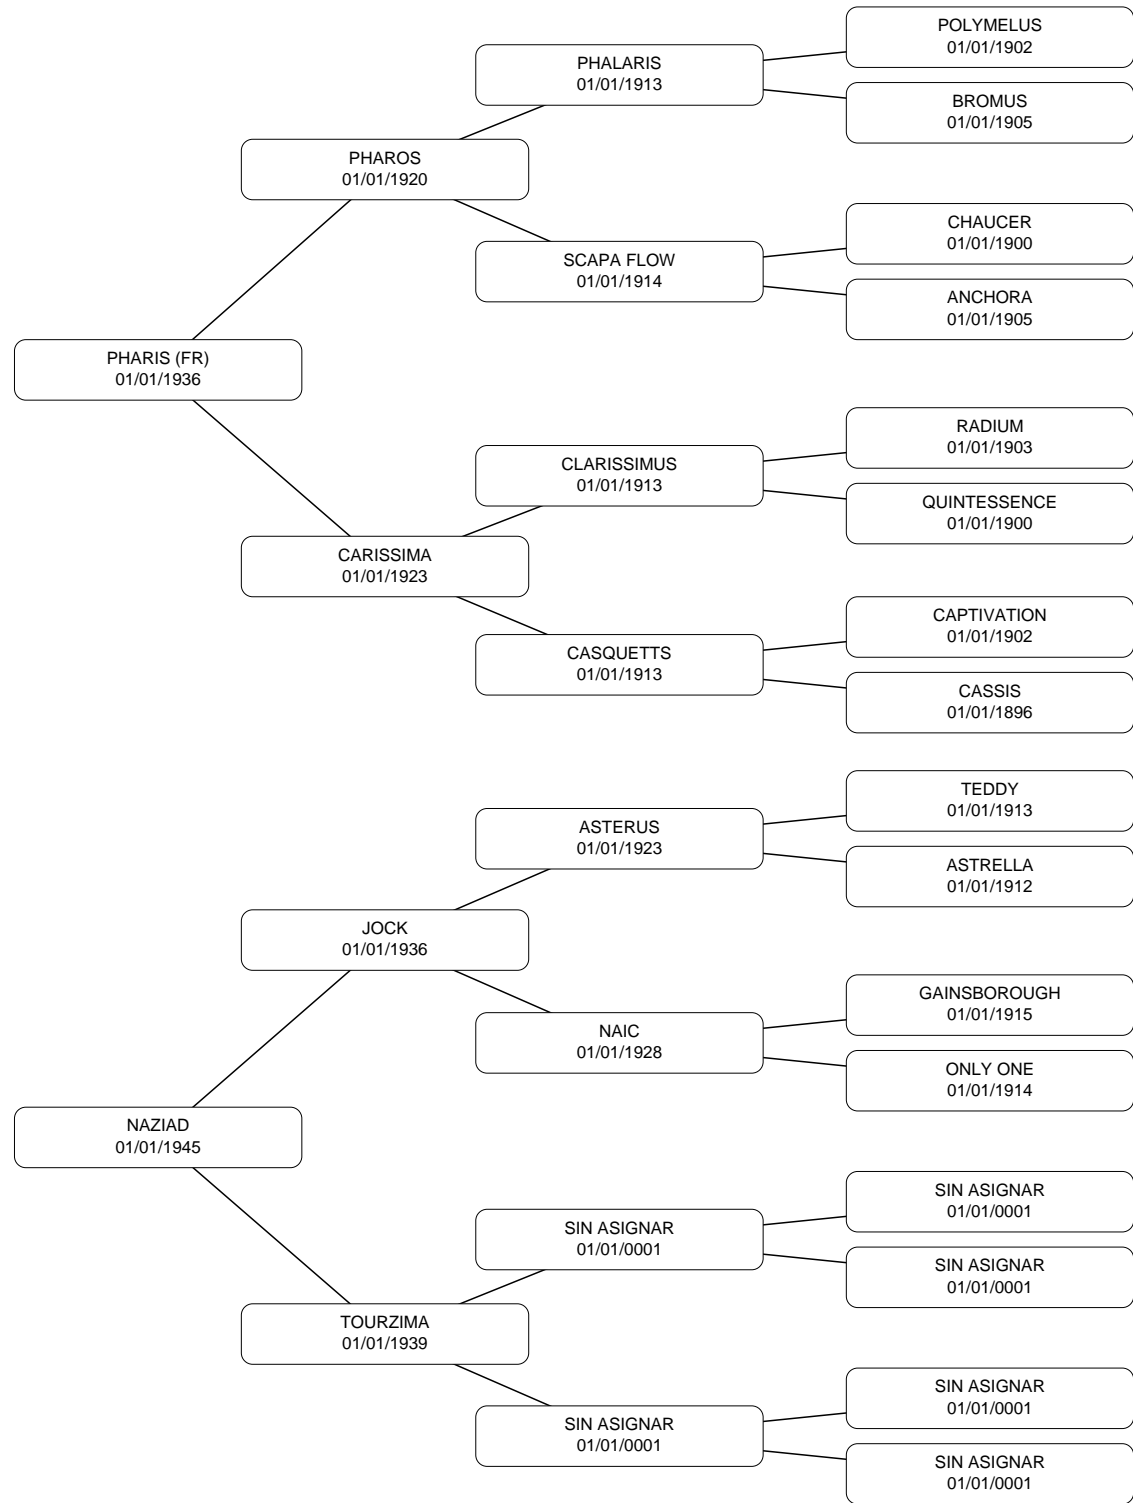 POLYMELUS
01/01/1902
PHALARIS
01/01/1913
BROMUS
01/01/1905
PHAROS
01/01/1920
CHAUCER
01/01/1900
SCAPA FLOW
01/01/1914
ANCHORA
01/01/1905
PHARIS (FR)
01/01/1936
RADIUM
01/01/1903
CLARISSIMUS
01/01/1913
QUINTESSENCE
01/01/1900
CARISSIMA
01/01/1923
CAPTIVATION
01/01/1902
CASQUETTS
01/01/1913
CASSIS
01/01/1896
TEDDY
01/01/1913
ASTERUS
01/01/1923
ASTRELLA
01/01/1912
JOCK
01/01/1936
GAINSBOROUGH
01/01/1915
NAIC
01/01/1928
ONLY ONE
01/01/1914
NAZIAD
01/01/1945
SIN ASIGNAR
01/01/0001
SIN ASIGNAR
01/01/0001
SIN ASIGNAR
01/01/0001
TOURZIMA
01/01/1939
SIN ASIGNAR
01/01/0001
SIN ASIGNAR
01/01/0001
SIN ASIGNAR
01/01/0001